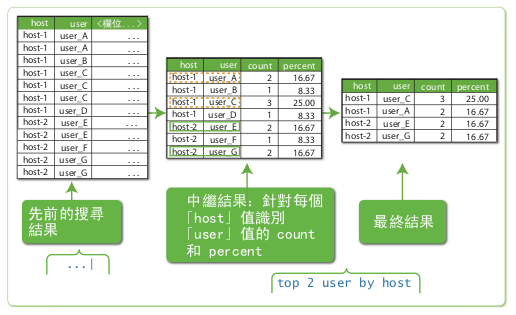 host user <欄位...>
host-1 user_A ...
host-1 user_A ...
host-1 user_B ...
host-1 user_C ...
host-1 user_C ...
host-1 user_C ...
host-1 user_D ...
host-2 user_E ...
host-2 user_E ...
host-2 user_F ...
host-2 user_G ...
host-2 user_G ...
host user count percent
host-1 user_A 2 16.67
host-1 user_B 1 8.33
host-1 user_C 3 25.00
host-1 user_D 1 8.33
host-2 user_E 2 16.67
host-2 user_F 1 8.33
host-2 user_G 2 16.67
host user count percent
host-1 user_C 3 25.00
host-1 user_A 2 16.67
host-2 user_E 2 16.67
host-2 user_G 2 16.67
先前的搜尋
結果
中繼結果: 針對每個
「host」值識別
「user」值的 count
和 percent
最終結果
...|
top 2 user by host